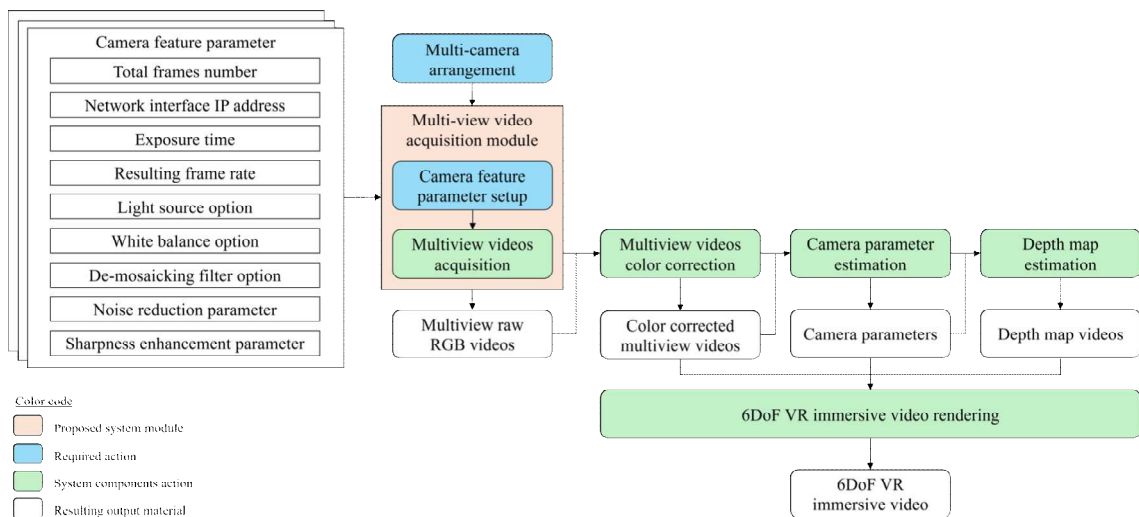 Camera feature parameter
Total frames number
Network interface IP address
Exposure time
Resulting frame rate
Light source option
White balance option
De-mosaicking filter option
Noise reduction parameter
Sharpness enhancement parameter
Multi-camera
arrangement
Multi-view video
acquisition module
Camera feature
parameter setup
Multiview videos
acquisition
Multiview raw
RGB videos
Multiview videos
color correction
Color corrected
multiview videos
Camera parameter
estimation
Camera parameters
Depth map
estimation
Depth map videos
6DoF VR immersive video rendering
6DoF VR
immersive video
Color code
Proposed system module
Required action
System components action
Resulting output material